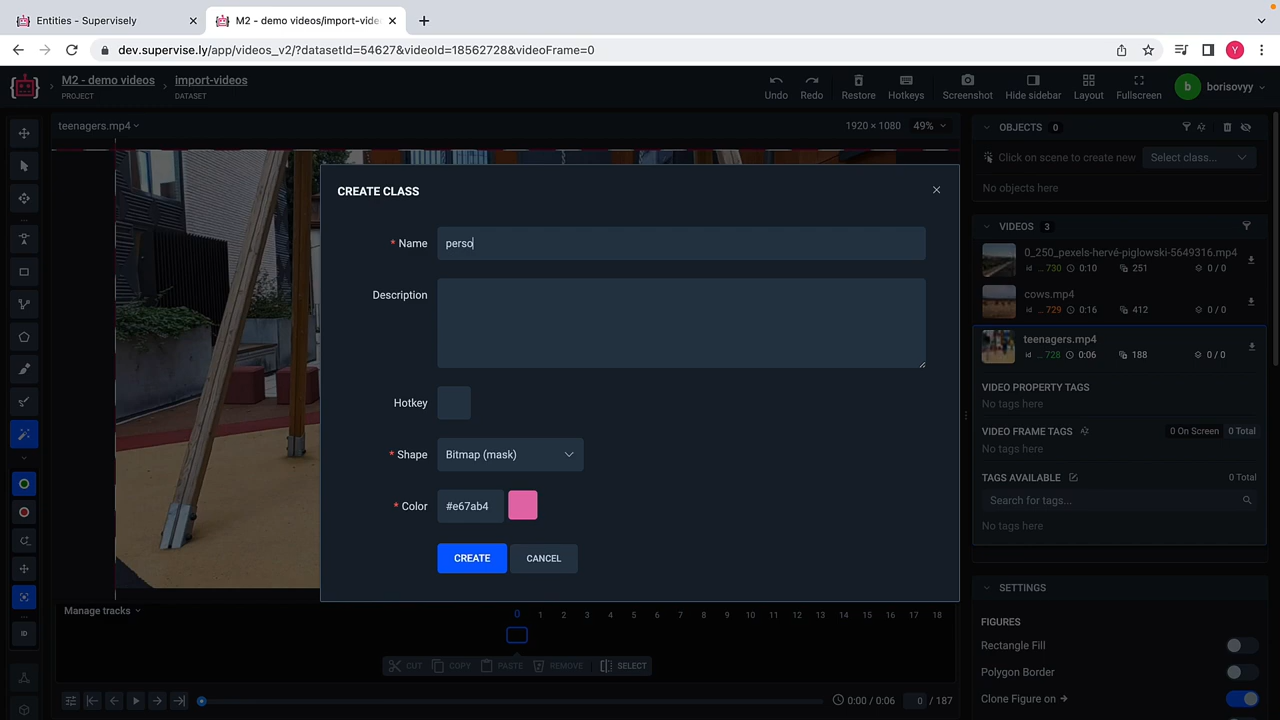 Entities - Supervisely
M2 - demo videos/import-vide
dev.supervise.ly/app/videos_v2/?datasetId=54627&videoId=18562728&videoFrame=0
Y
M2 - demo videos
PROJECT
import-videos
DATASET
Undo
Redo
Restore
Hotkeys
Screenshot
Hide sidebar
Layout
Fullscreen
b
borisovyy
teenagers.mp4
1920 × 1080
49%
CREATE CLASS
* Name
perso
Description
Hotkey
* Shape
Bitmap (mask)
* Color
#e67ab4
CREATE
CANCEL
ID
Manage tracks
0 1 2 3 4 5 6 7 8 9 10 11 12 13 14 15 16 17 18
CUT
COPY
PASTE
REMOVE
SELECT
0:00 / 0:06
0 / 187
OBJECTS 0
Click on scene to create new
Select class...
No objects here
VIDEOS 3
0_250_pexels-hervé-piglowski-5649316.mp4
id ... 730 0:10 251 0 / 0
cows.mp4
id ... 729 0:16 412 0 / 0
teenagers.mp4
id ... 728 0:06 188 0 / 0
VIDEO PROPERTY TAGS
No tags here
VIDEO FRAME TAGS
0 On Screen 0 Total
No tags here
TAGS AVAILABLE
0 Total
Search for tags...
No tags here
SETTINGS
FIGURES
Rectangle Fill
Polygon Border
Clone Figure on →